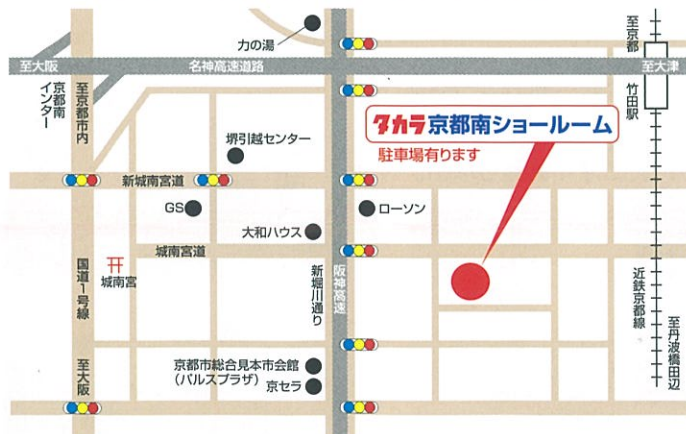 力の湯
至大阪
名神高速道路
至大津
至京都
竹田駅
京都南
インター
至京都市内
タカラ京都南ショールーム
駐車場有ります
堺引越センター
新城南宮道
GS
ローソン
大和ハウス
城南宮道
城南宮
国道1号線
新堀川通り
阪神高速
近鉄京都線
至丹波橋田辺
至大阪
京都市総合見本市会館
(パルスプラザ)
京セラ